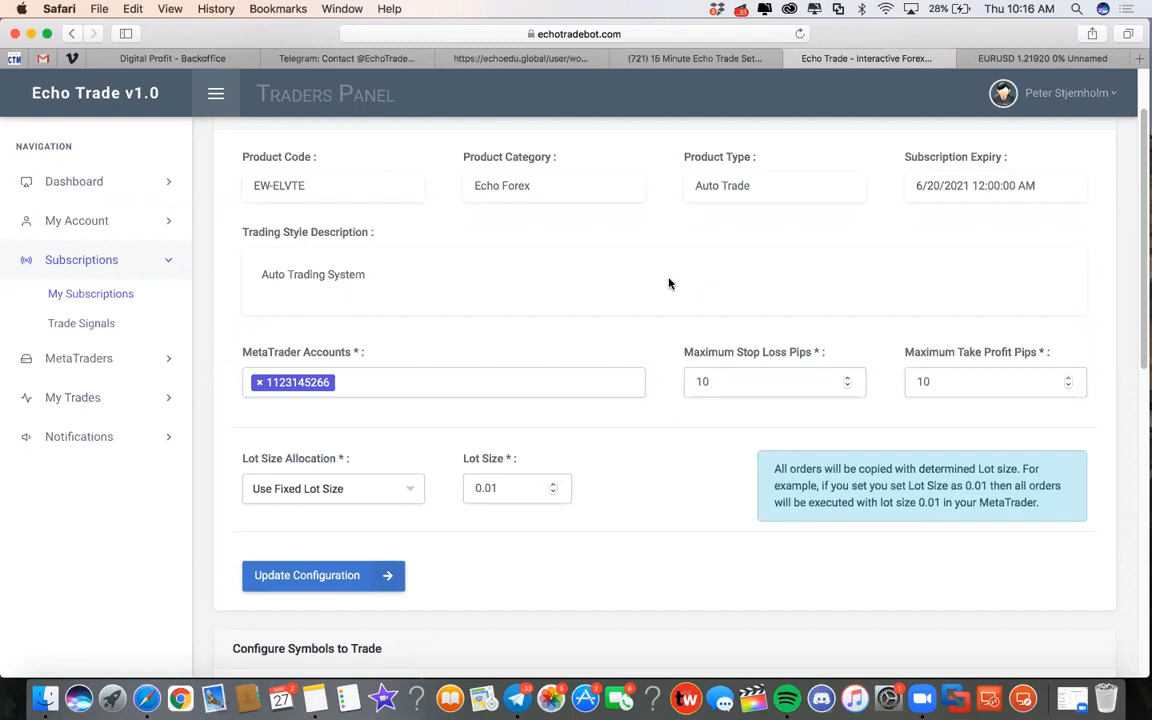 Safari File Edit View History Bookmarks Window Help
33
28% Thu 10:16 AM
echotradebot.com
CTM Digital Profit - Backoffice Telegram: Contact @EchoTrade... https://echoedu.global/user/wo... (721) 15 Minute Echo Trade Set... Echo Trade - Interactive Forex... EURUSD 1.21920 0% Unnamed
Echo Trade v1.0 TRADERS PANEL Peter Stjernholm
NAVIGATION
Dashboard
My Account
Subscriptions
My Subscriptions
Trade Signals
MetaTraders
My Trades
Notifications
Product Code : Product Category : Product Type : Subscription Expiry :
EW-ELVTE Echo Forex Auto Trade 6/20/2021 12:00:00 AM
Trading Style Description :
Auto Trading System
MetaTrader Accounts * : Maximum Stop Loss Pips * : Maximum Take Profit Pips * :
× 1123145266 10 10
Lot Size Allocation * : Lot Size * :
Use Fixed Lot Size 0.01
All orders will be copied with determined Lot size. For
example, if you set you set Lot Size as 0.01 then all orders
will be executed with lot size 0.01 in your MetaTrader.
Update Configuration
Configure Symbols to Trade
27
tw